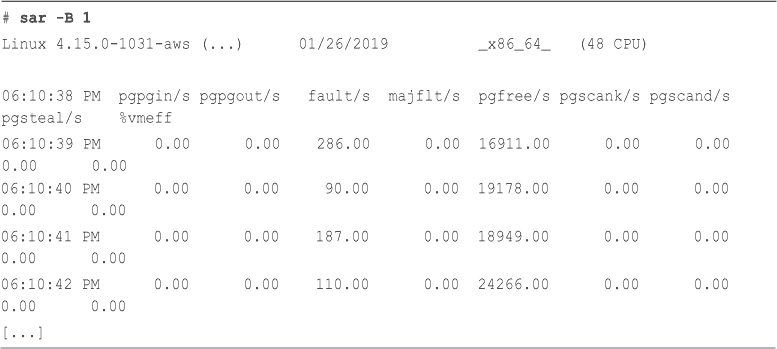 # sar -B 1
Linux 4.15.0-1031-aws (...) 01/26/2019 _x86_64_ (48 CPU)
06:10:38 PM pgpgin/s pgpgout/s fault/s majflt/s pgfree/s pgscank/s pgscand/s
pgsteal/s %vmeff
06:10:39 PM 0.00 0.00 286.00 0.00 16911.00 0.00 0.00
0.00 0.00
06:10:40 PM 0.00 0.00 90.00 0.00 19178.00 0.00 0.00
0.00 0.00
06:10:41 PM 0.00 0.00 187.00 0.00 18949.00 0.00 0.00
0.00 0.00
06:10:42 PM 0.00 0.00 110.00 0.00 24266.00 0.00 0.00
0.00 0.00
[...]